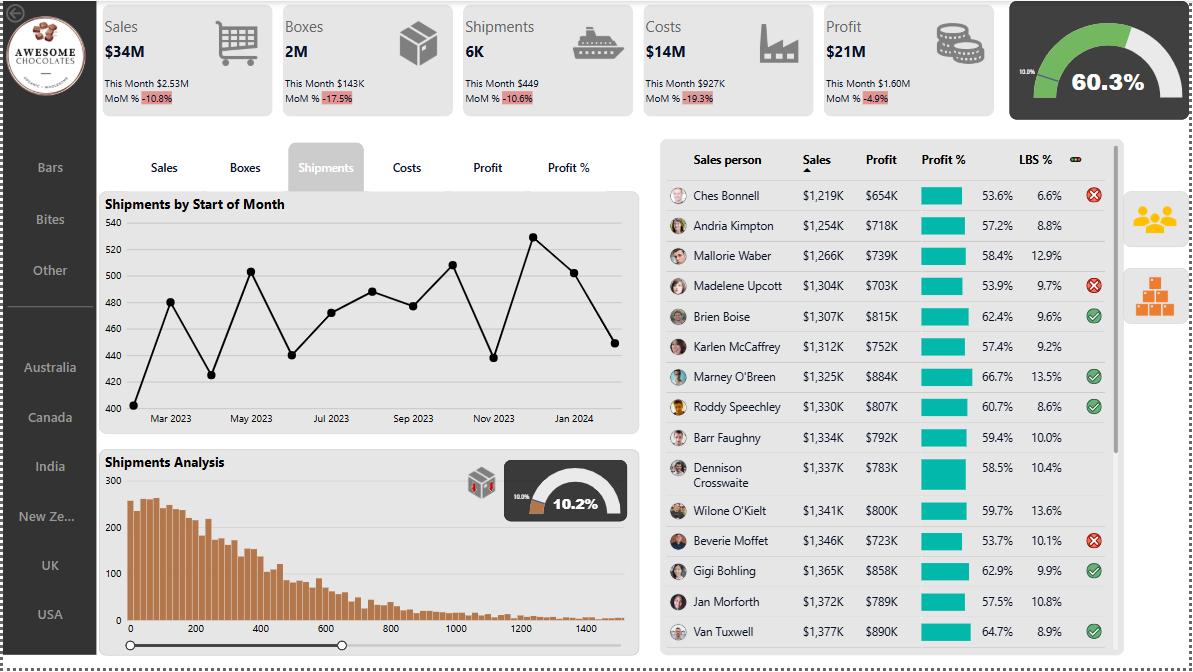 AWESOME
CHOCOLATES
Sales
$34M
This Month $2.53M
MoM % -10.8%
Boxes
2M
This Month $143K
MoM % -17.5%
Shipments
6K
This Month $449
MoM % -10.6%
Costs
$14M
This Month $927K
MoM % -19.3%
Profit
$21M
This Month $1.60M
MoM % -4.9%
10.0%
60.3%
Bars
Bites
Other
Australia
Canada
India
New Ze...
UK
USA
Sales Boxes Shipments Costs Profit Profit %
Shipments by Start of Month
540
520
500
480
460
440
420
400
Mar 2023 May 2023 Jul 2023 Sep 2023 Nov 2023 Jan 2024
Shipments Analysis
300
200
100
0
0 200 400 600 800 1000 1200 1400
10.0%
10.2%
Sales person Sales Profit Profit % LBS %
Ches Bonnell $1,219K $654K 53.6% 6.6%
Andria Kimpton $1,254K $718K 57.2% 8.8%
Mallorie Waber $1,266K $739K 58.4% 12.9%
Madelene Upcott $1,304K $703K 53.9% 9.7%
Brien Boise $1,307K $815K 62.4% 9.6%
Karlen McCaffrey $1,312K $752K 57.4% 9.2%
Marney O'Breen $1,325K $884K 66.7% 13.5%
Roddy Speechley $1,330K $807K 60.7% 8.6%
Barr Faughny $1,334K $792K 59.4% 10.0%
Dennison $1,337K $783K 58.5% 10.4%
Crosswaite
Wilone O'Kielt $1,341K $800K 59.7% 13.6%
Beverie Moffet $1,346K $723K 53.7% 10.1%
Gigi Bohling $1,365K $858K 62.9% 9.9%
Jan Morforth $1,372K $789K 57.5% 10.8%
Van Tuxwell $1,377K $890K 64.7% 8.9%